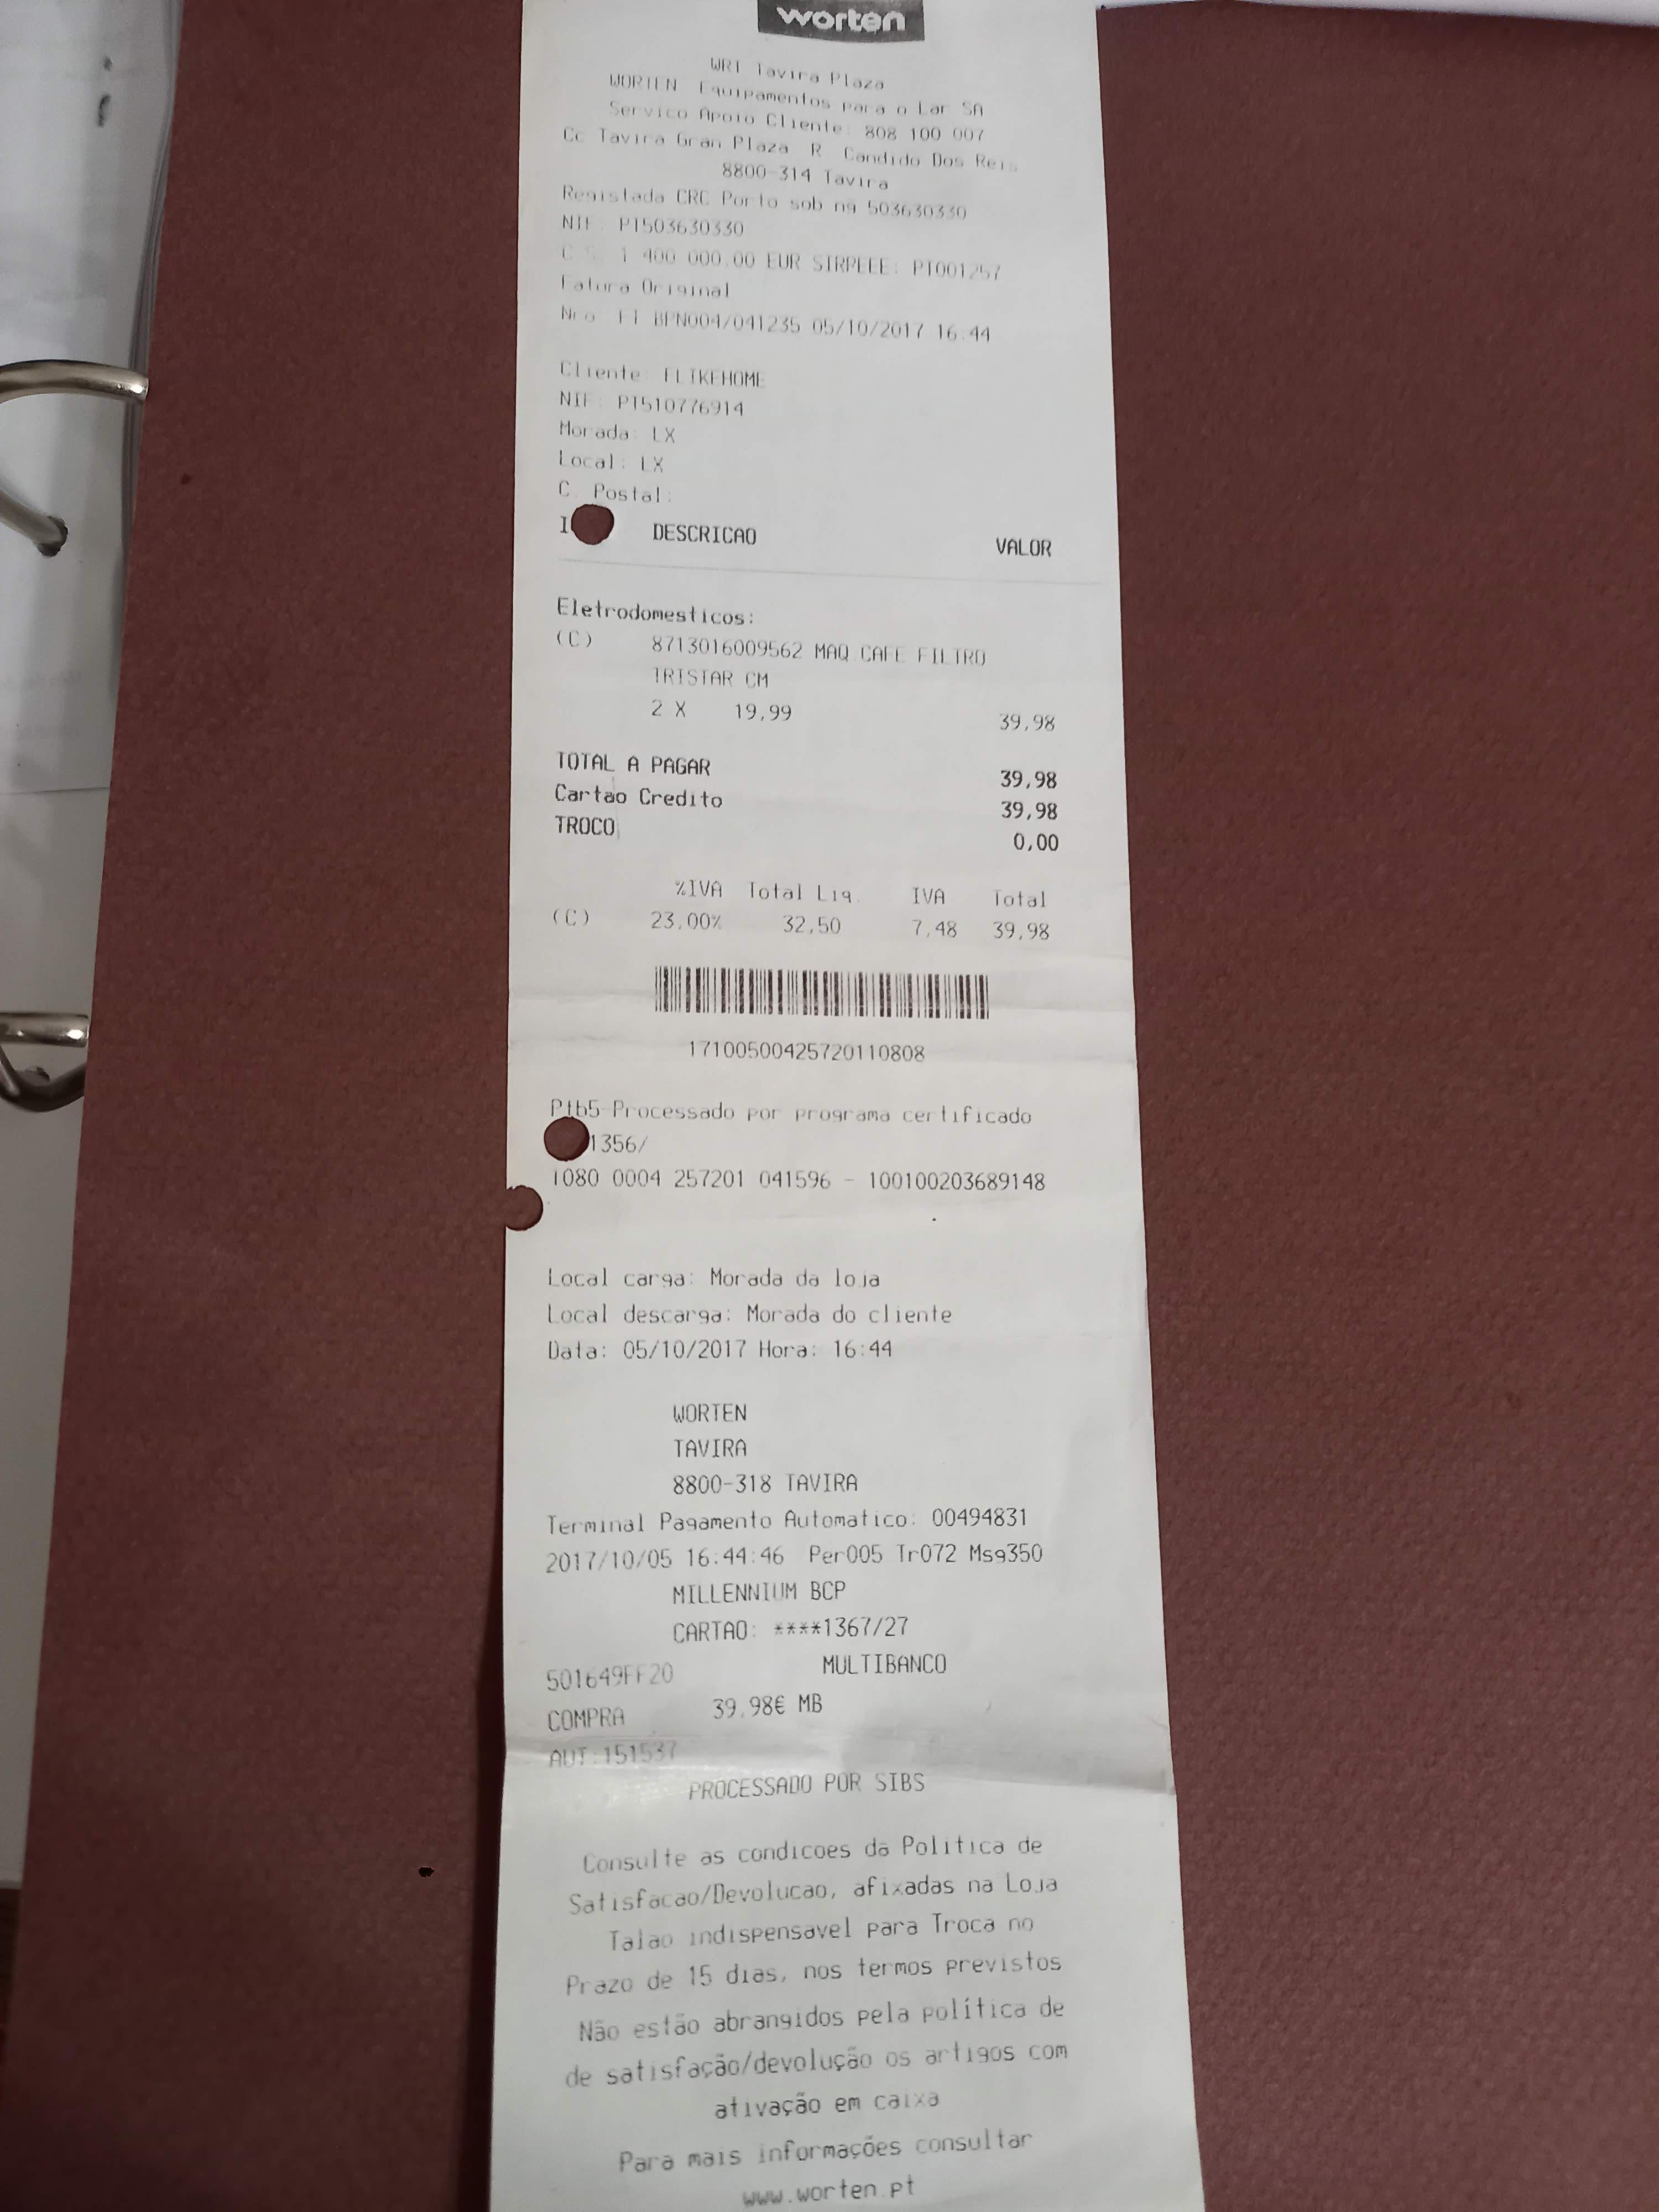 worten
WRT Tavira Plaza
WORTEN Equipamentos para o Lar SA
Servico Apoio Cliente: 808 100 007
Cc Tavira Gran Plaza R Candido Dos Reis
8800-314 Tavira
Registada CRC Porto sob ng 503630330
NIF: PT503630330
C.S. 1 400 000.00 EUR SIRPEEE: PT001257
Fatura Original
Nro FT BPN004/041235 05/10/2017 16:44
Cliente: FLIKEHOME
NIF: PT510776914
Morada: LX
Local: LX
C. Postal:
DESCRICAO VALOR
Eletrodomesticos:
(C) 8713016009562 MAQ.CAFE FILTRO
TRISTAR CM
2 X 19,99 39,98
TOTAL A PAGAR 39,98
Cartao Credito 39,98
TROCO 0,00
%IVA Total Liq. IVA Total
(C) 23,00% 32,50 7,48 39,98
171005004257201​10808
Ptb5-Processado por programa certificado
1356/
1080 0004 257201 041596 - 100100203689148
Local carga: Morada da loja
Local descarga: Morada do cliente
Data: 05/10/2017 Hora: 16:44
WORTEN
TAVIRA
8800-318 TAVIRA
Terminal Pagamento Automatico: 00494831
2017/10/05 16:44:46 Per005 Tr072 Msg350
MILLENNIUM BCP
CARTAO: ****1367/27
501649FF20 MULTIBANCO
COMPRA 39.98€ MB
AUT:151537
PROCESSADO POR SIBS
Consulte as condicoes da Politica de
Satisfacao/Devolucao, afixadas na Loja
Talao indispensavel para Troca no
Prazo de 15 dias, nos termos previstos
Não estão abrangidos pela política de
de satisfação/devolução os artigos com
ativação em caixa
Para mais informações consultar
www.worten.pt